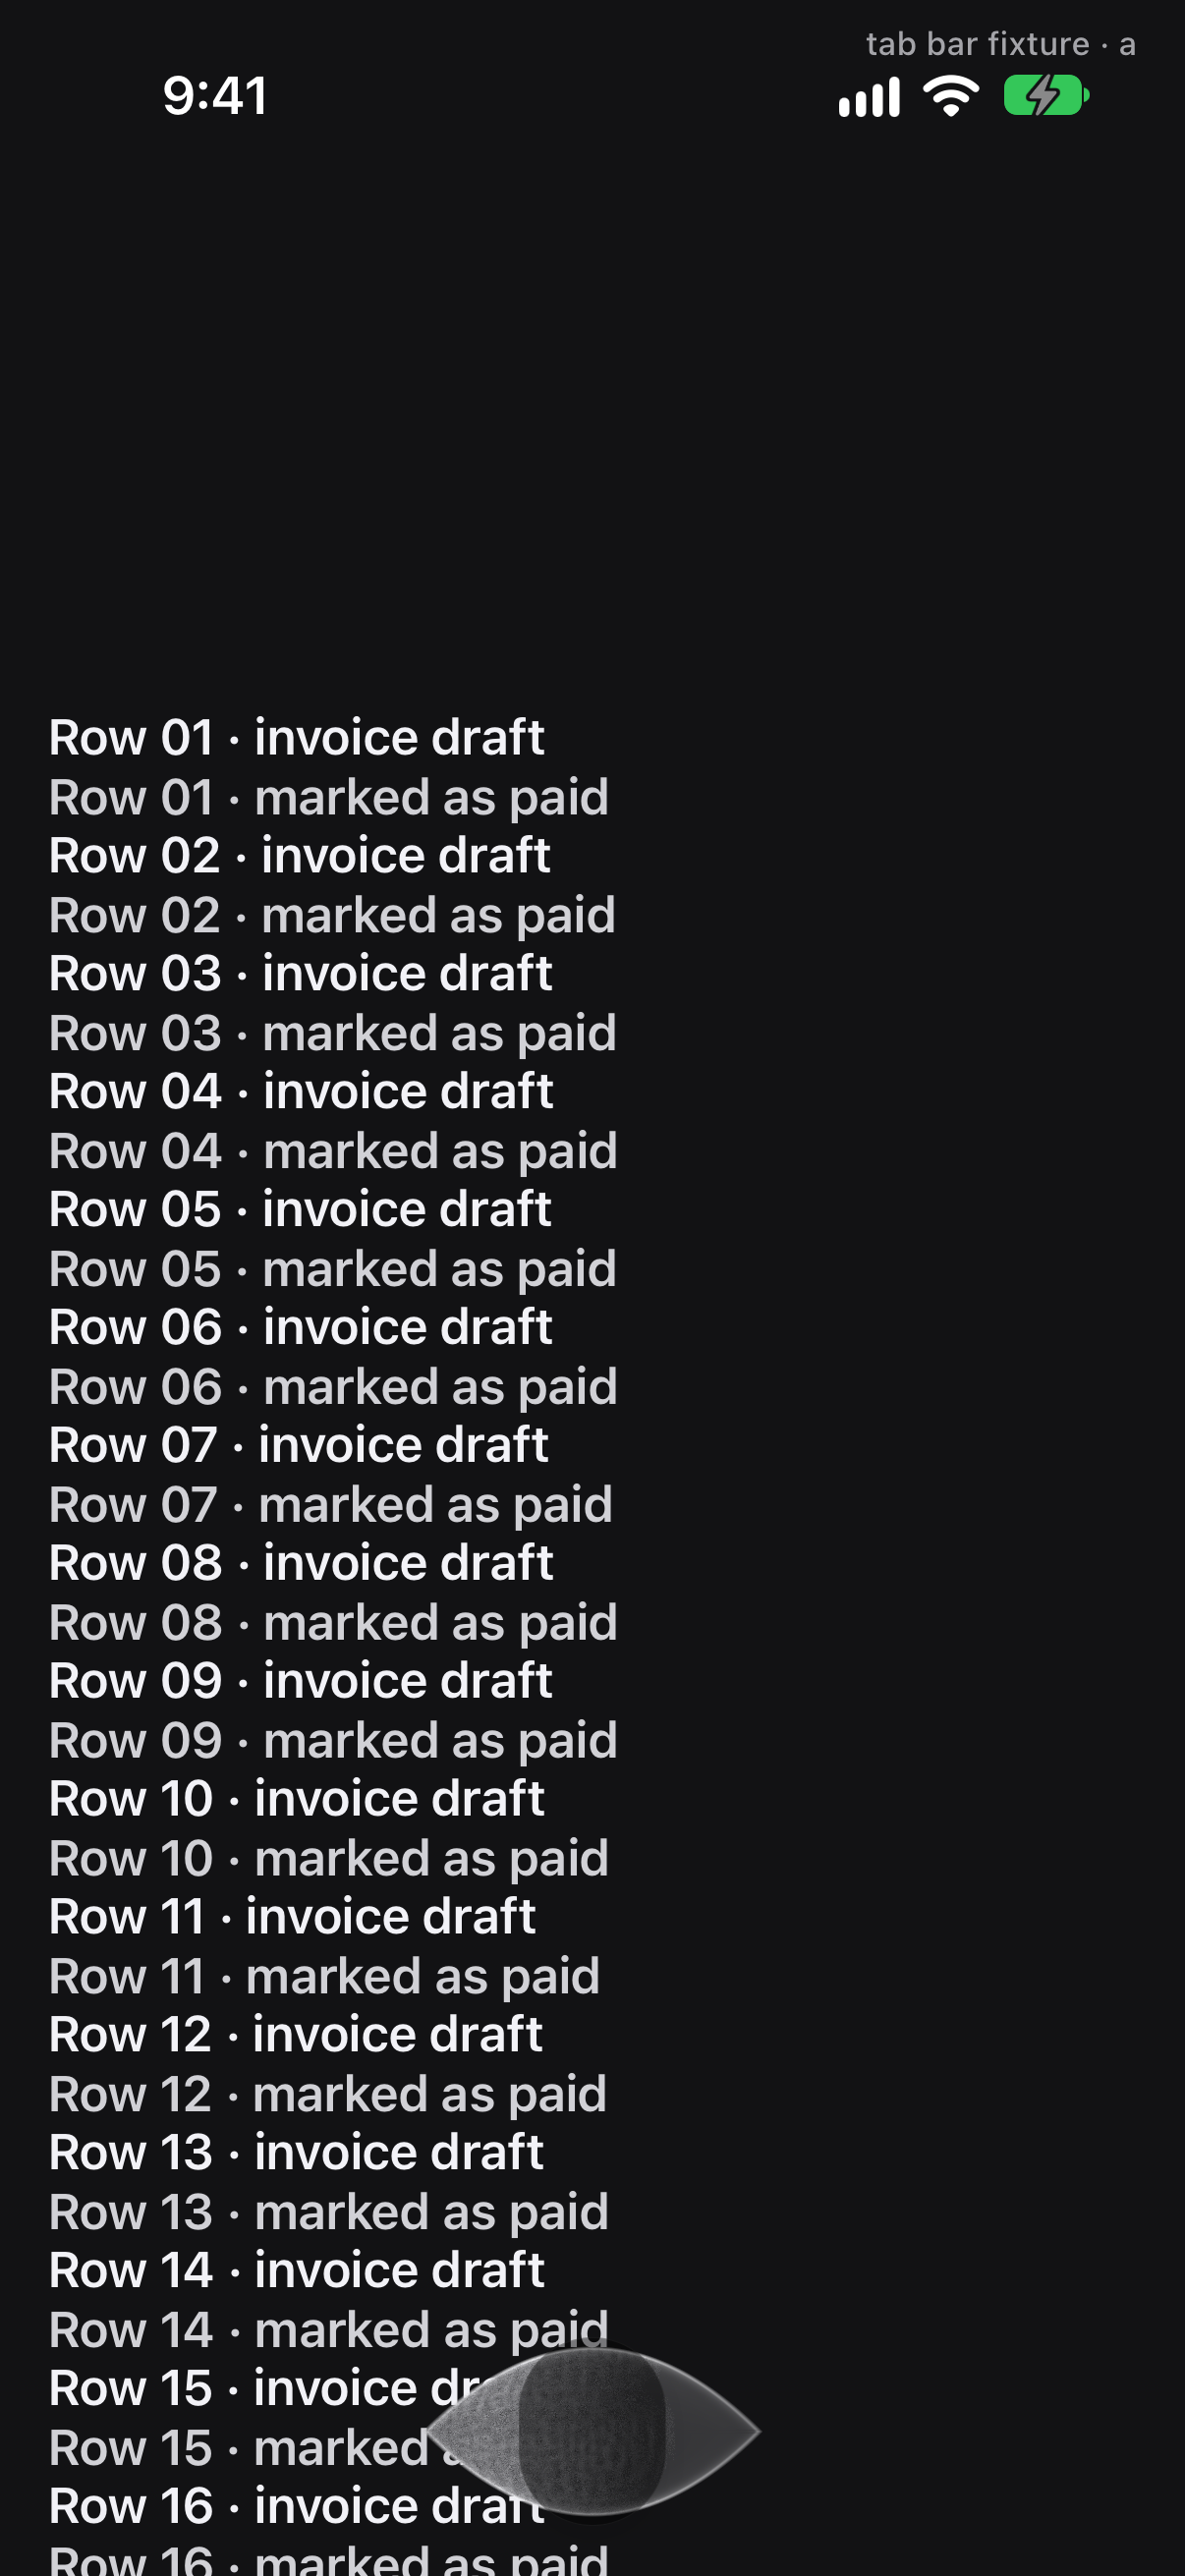 tab bar fixture · a
9:41
Row 01 · invoice draft
Row 01 · marked as paid
Row 02 · invoice draft
Row 02 · marked as paid
Row 03 · invoice draft
Row 03 · marked as paid
Row 04 · invoice draft
Row 04 · marked as paid
Row 05 · invoice draft
Row 05 · marked as paid
Row 06 · invoice draft
Row 06 · marked as paid
Row 07 · invoice draft
Row 07 · marked as paid
Row 08 · invoice draft
Row 08 · marked as paid
Row 09 · invoice draft
Row 09 · marked as paid
Row 10 · invoice draft
Row 10 · marked as paid
Row 11 · invoice draft
Row 11 · marked as paid
Row 12 · invoice draft
Row 12 · marked as paid
Row 13 · invoice draft
Row 13 · marked as paid
Row 14 · invoice draft
Row 14 · marked as paid
Row 15 · invoice
Row 15 · marked
Row 16 · invoice draft
Row 16 · marked as paid